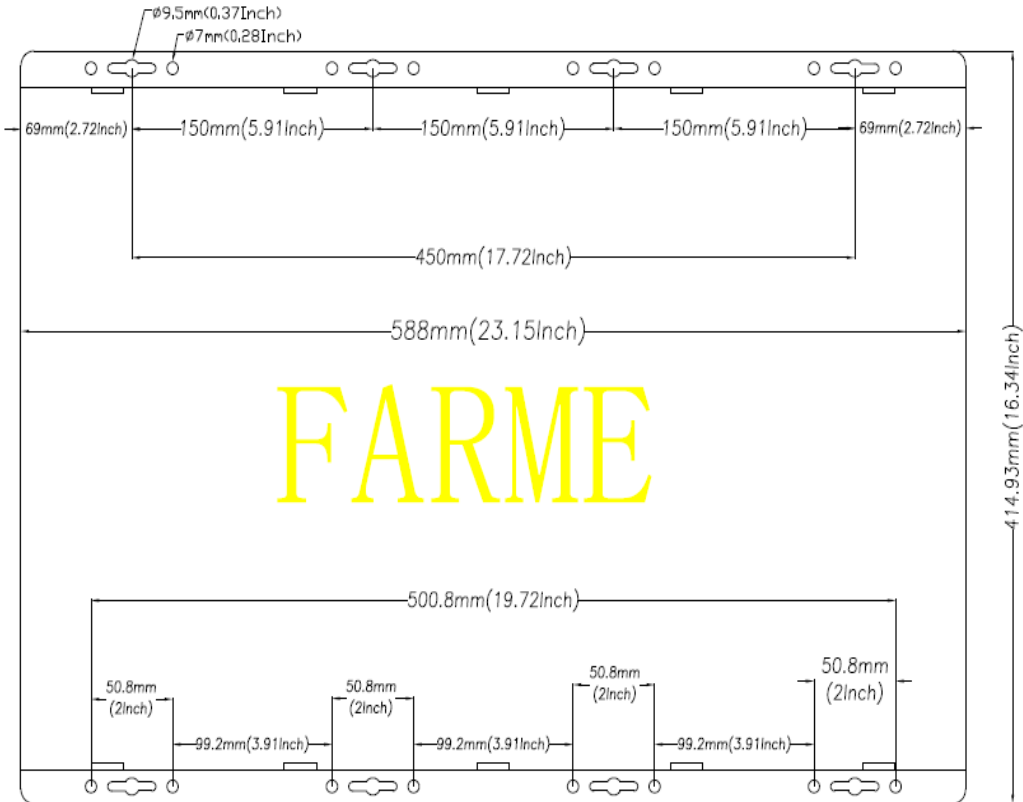 ø9.5mm(0.37Inch)
ø7mm(0.28Inch)
69mm(2.72Inch)
150mm(5.91Inch)
150mm(5.91Inch)
150mm(5.91Inch)
69mm(2.72Inch)
450mm(17.72Inch)
588mm(23.15Inch)
414.93mm(16.34Inch)
FARME
500.8mm(19.72Inch)
50.8mm
(2Inch)
50.8mm
(2Inch)
50.8mm
(2Inch)
50.8mm
(2Inch)
99.2mm(3.91Inch)
99.2mm(3.91Inch)
99.2mm(3.91Inch)